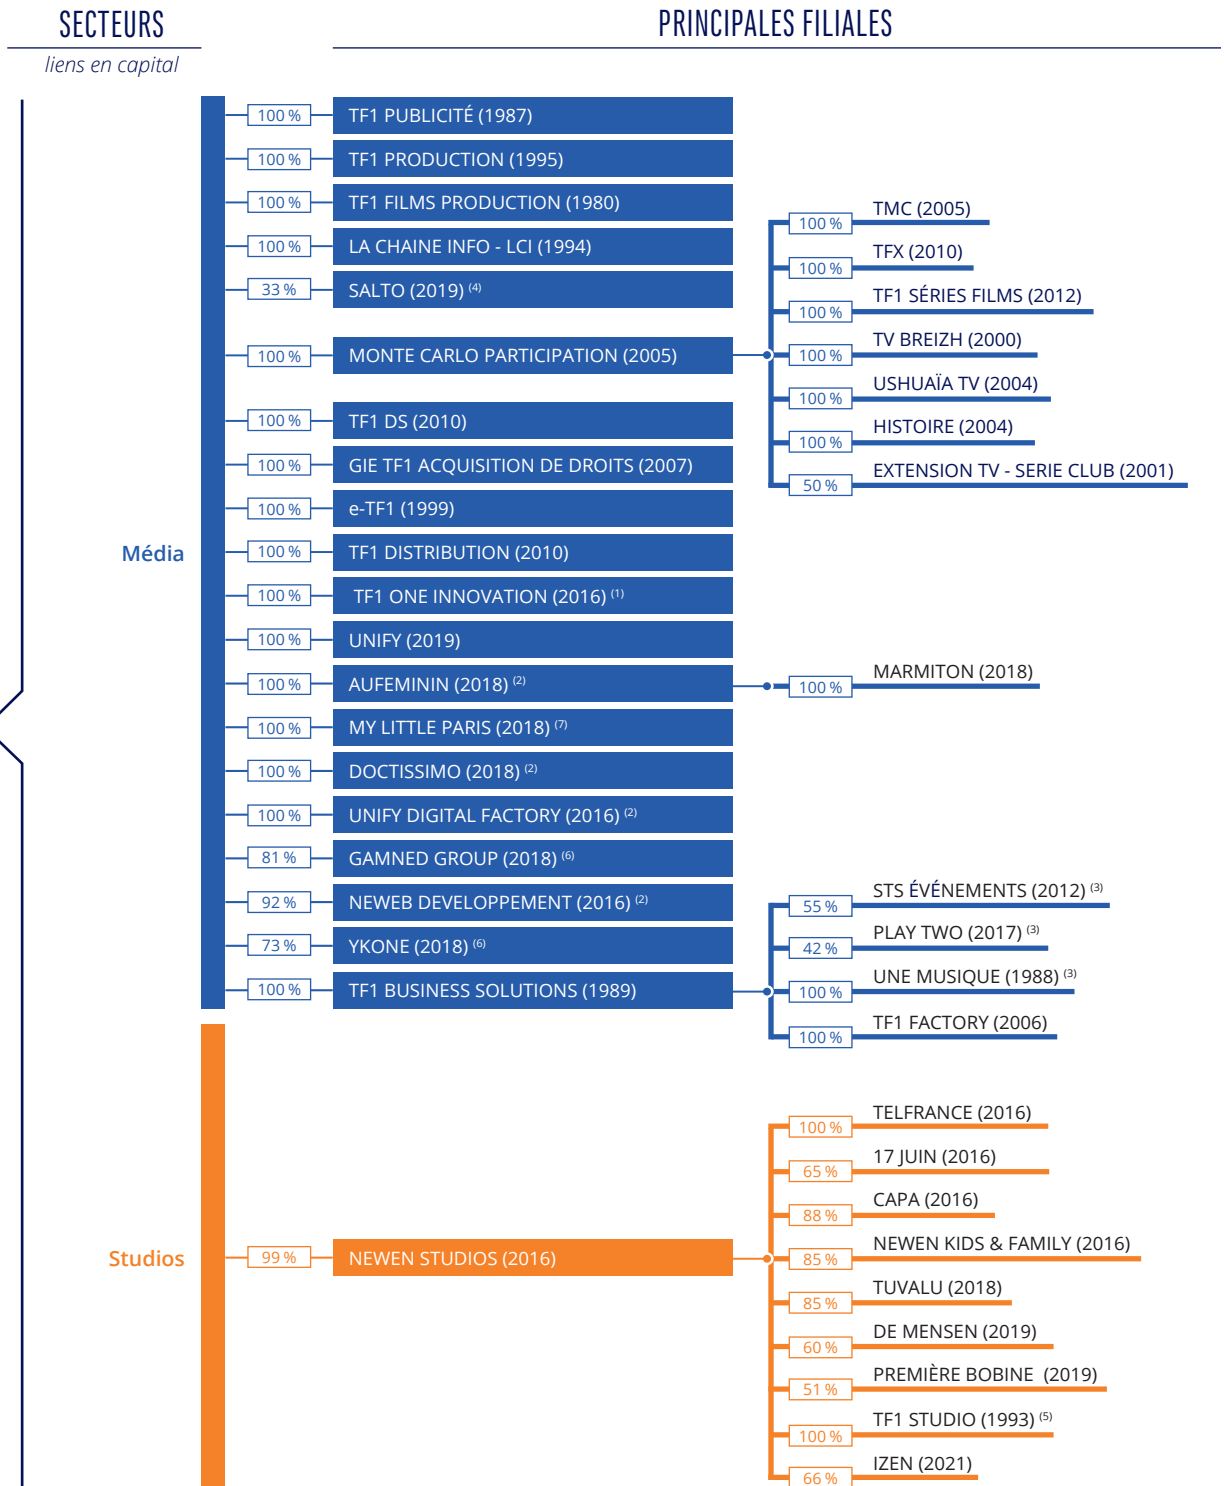 SECTEURS
PRINCIPALES FILIALES
liens en capital
Média
100 % TF1 PUBLICITÉ (1987)
100 % TF1 PRODUCTION (1995)
100 % TF1 FILMS PRODUCTION (1980)
100 % LA CHAINE INFO - LCI (1994)
33 % SALTO (2019) (4)
100 % MONTE CARLO PARTICIPATION (2005)
100 % TMC (2005)
100 % TFX (2010)
100 % TF1 SÉRIES FILMS (2012)
100 % TV BREIZH (2000)
100 % USHUAÏA TV (2004)
100 % HISTOIRE (2004)
50 % EXTENSION TV - SERIE CLUB (2001)
100 % TF1 DS (2010)
100 % GIE TF1 ACQUISITION DE DROITS (2007)
100 % e-TF1 (1999)
100 % TF1 DISTRIBUTION (2010)
100 % TF1 ONE INNOVATION (2016) (1)
100 % UNIFY (2019)
100 % AUFEMININ (2018) (2)
100 % MARMITON (2018)
100 % MY LITTLE PARIS (2018) (7)
100 % DOCTISSIMO (2018) (2)
100 % UNIFY DIGITAL FACTORY (2016) (2)
81 % GAMNED GROUP (2018) (6)
92 % NEWEB DEVELOPPEMENT (2016) (2)
73 % YKONE (2018) (6)
100 % TF1 BUSINESS SOLUTIONS (1989)
55 % STS ÉVÉNEMENTS (2012) (3)
42 % PLAY TWO (2017) (3)
100 % UNE MUSIQUE (1988) (3)
100 % TF1 FACTORY (2006)
Studios
99 % NEWEN STUDIOS (2016)
100 % TELFRANCE (2016)
65 % 17 JUIN (2016)
88 % CAPA (2016)
85 % NEWEN KIDS & FAMILY (2016)
85 % TUVALU (2018)
60 % DE MENSEN (2019)
51 % PREMIÈRE BOBINE (2019)
100 % TF1 STUDIO (1993) (5)
66 % IZEN (2021)